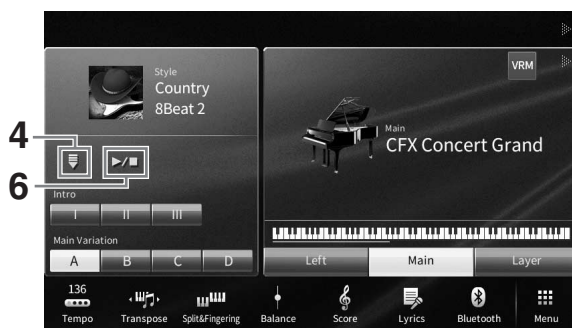 4
6
Style
Country
8Beat 2
Intro
I II III
Main Variation
A B C D
VRM
Main
CFX Concert Grand
Left Main Layer
136
Tempo Transpose Split&Fingering Balance Score Lyrics Bluetooth Menu